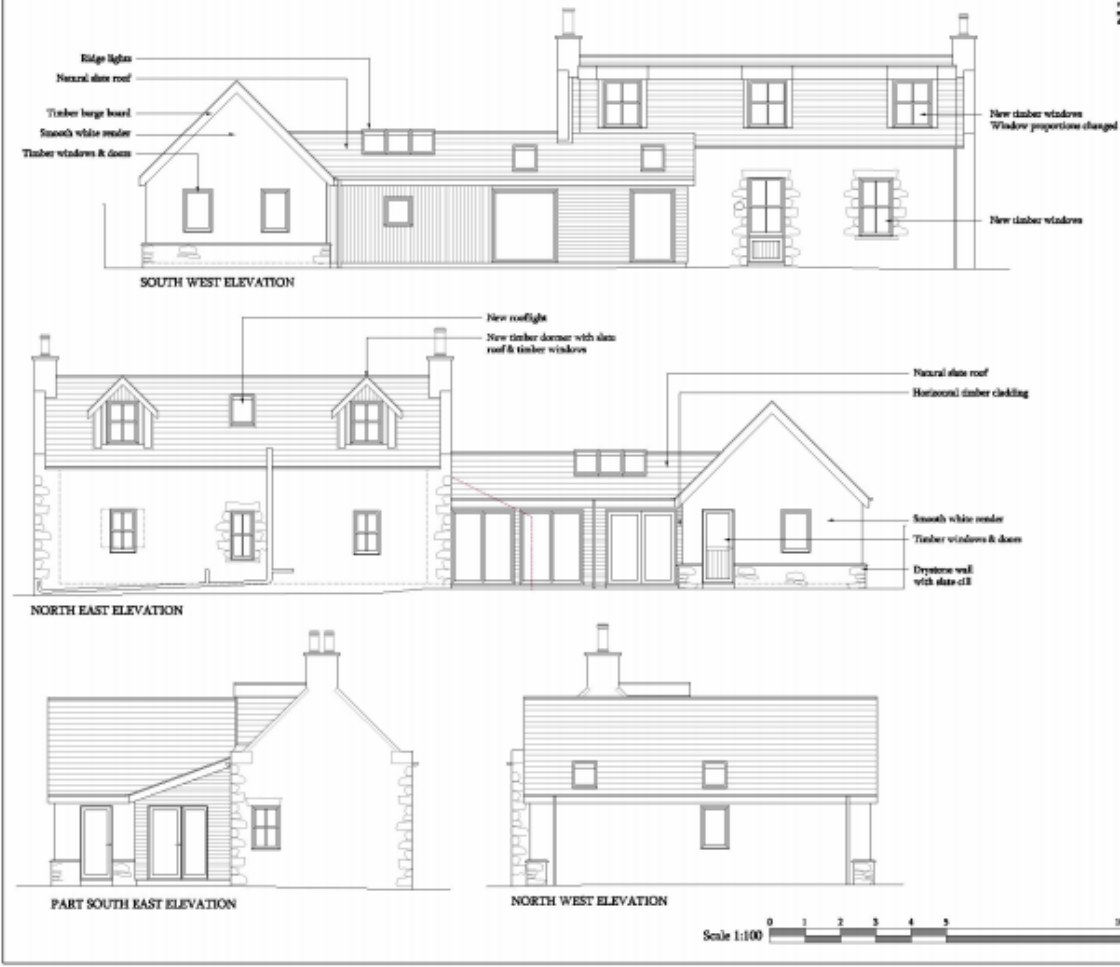 Ridge lights
Natural slate roof
Timber barge board
Smooth white render
Timber windows & doors
New timber windows
Window proportions changed
New timber windows
SOUTH WEST ELEVATION
New rooflight
New timber dormer with slate
roof & timber windows
Natural slate roof
Horizontal timber cladding
Smooth white render
Timber windows & doors
Drystone wall
with slate cill
NORTH EAST ELEVATION
PART SOUTH EAST ELEVATION
NORTH WEST ELEVATION
Scale 1:100
0 1 2 3 4 5